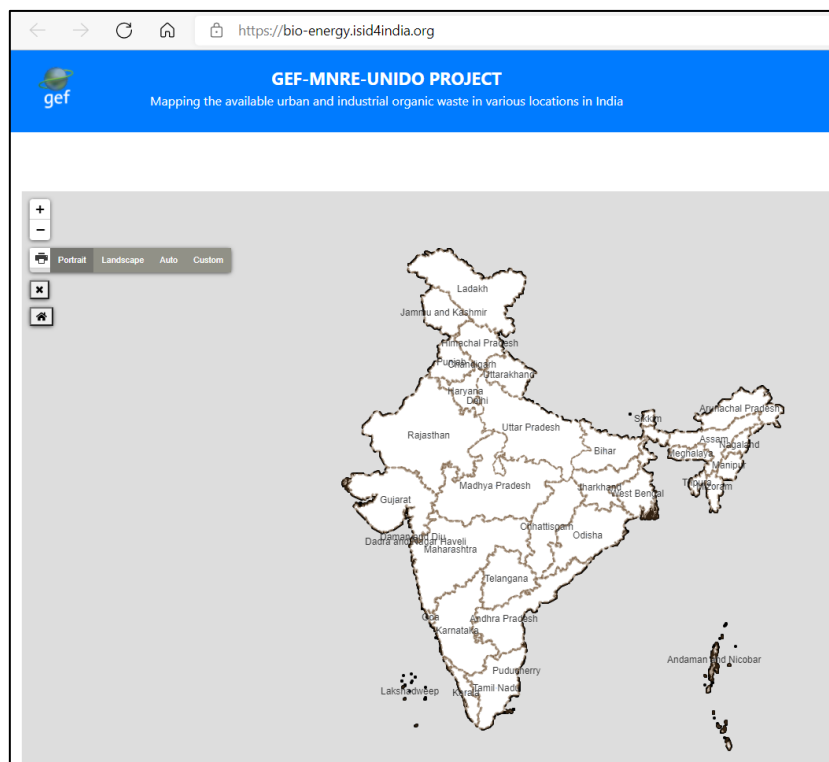 https://bio-energy.isid4india.org
gef
GEF-MNRE-UNIDO PROJECT
Mapping the available urban and industrial organic waste in various locations in India
+
−
Portrait Landscape Auto Custom
Ladakh
Jammu and Kashmir
Himachal Pradesh
Punjab
Chandigarh
Uttarakhand
Haryana
Delhi
Sikkim
Arunachal Pradesh
Rajasthan
Uttar Pradesh
Assam
Nagaland
Bihar
Meghalaya
Manipur
Madhya Pradesh
Jharkhand
Tripura
Mizoram
West Bengal
Gujarat
Chhattisgarh
Odisha
Daman and Diu
Dadra and Nagar Haveli
Maharashtra
Telangana
Goa
Andhra Pradesh
Karnataka
Andaman and Nicobar
Puducherry
Lakshadweep
Kerala
Tamil Nadu